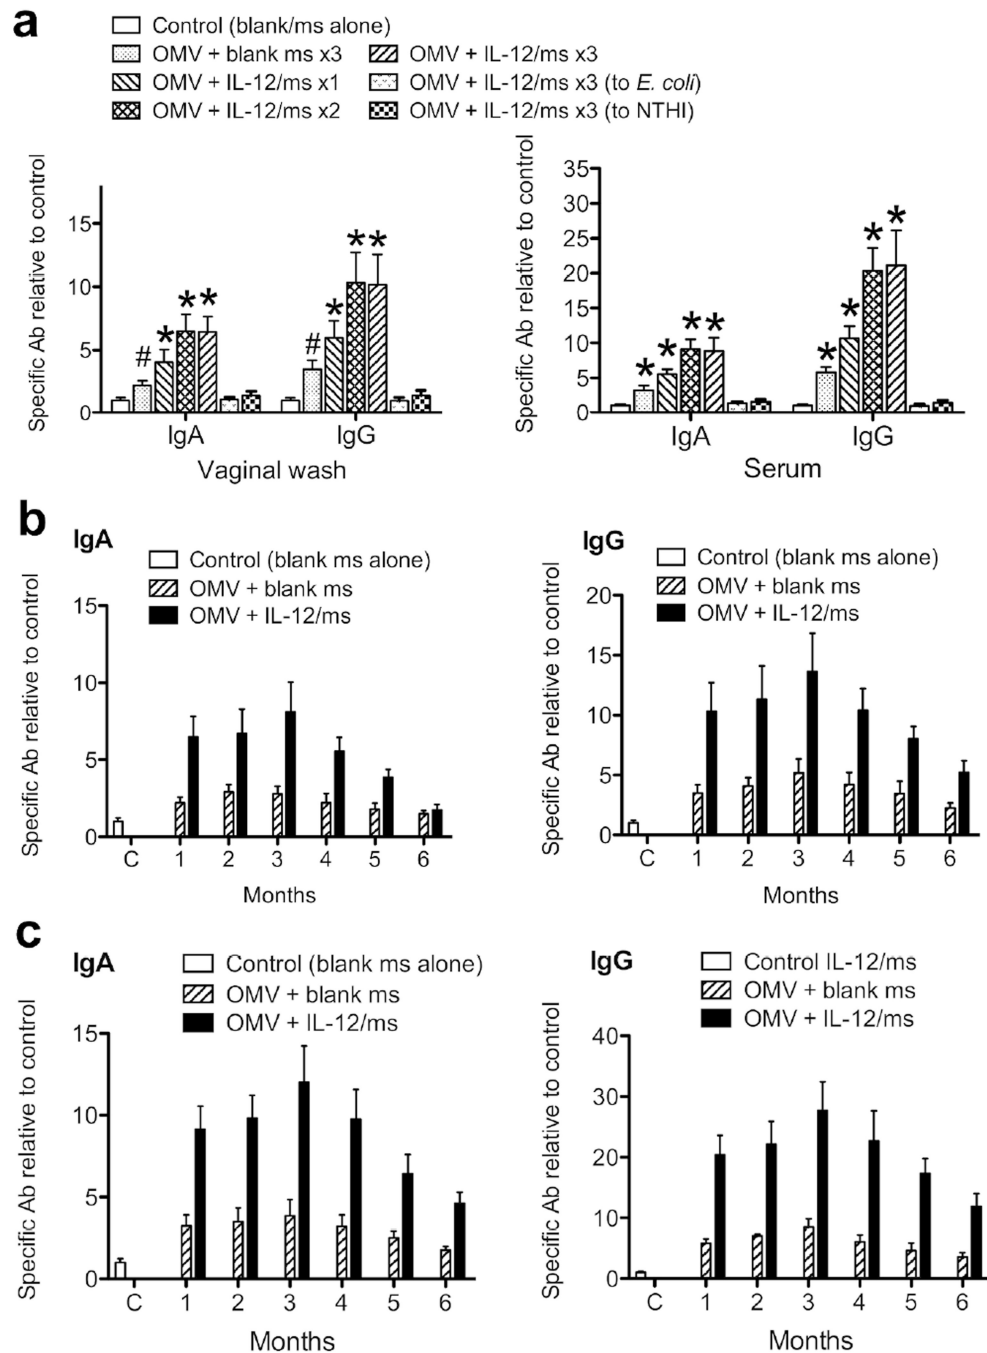 a
Control (blank/ms alone)
OMV + blank ms x3
OMV + IL-12/ms x3
OMV + IL-12/ms x1
OMV + IL-12/ms x3 (to E. coli)
OMV + IL-12/ms x2
OMV + IL-12/ms x3 (to NTHI)
Specific Ab relative to control
15
10
5
0
#
*
*
*
#
*
*
*
IgA
IgG
Vaginal wash
Specific Ab relative to control
35
30
25
20
15
10
5
0
*
*
*
*
*
*
*
*
IgA
IgG
Serum
b
IgA
Control (blank ms alone)
OMV + blank ms
OMV + IL-12/ms
Specific Ab relative to control
15
10
5
0
C 1 2 3 4 5 6
Months
IgG
Control (blank ms alone)
OMV + blank ms
OMV + IL-12/ms
Specific Ab relative to control
20
15
10
5
0
C 1 2 3 4 5 6
Months
c
IgA
Control (blank ms alone)
OMV + blank ms
OMV + IL-12/ms
Specific Ab relative to control
15
10
5
0
C 1 2 3 4 5 6
Months
IgG
Control IL-12/ms
OMV + blank ms
OMV + IL-12/ms
Specific Ab relative to control
40
30
20
10
0
C 1 2 3 4 5 6
Months